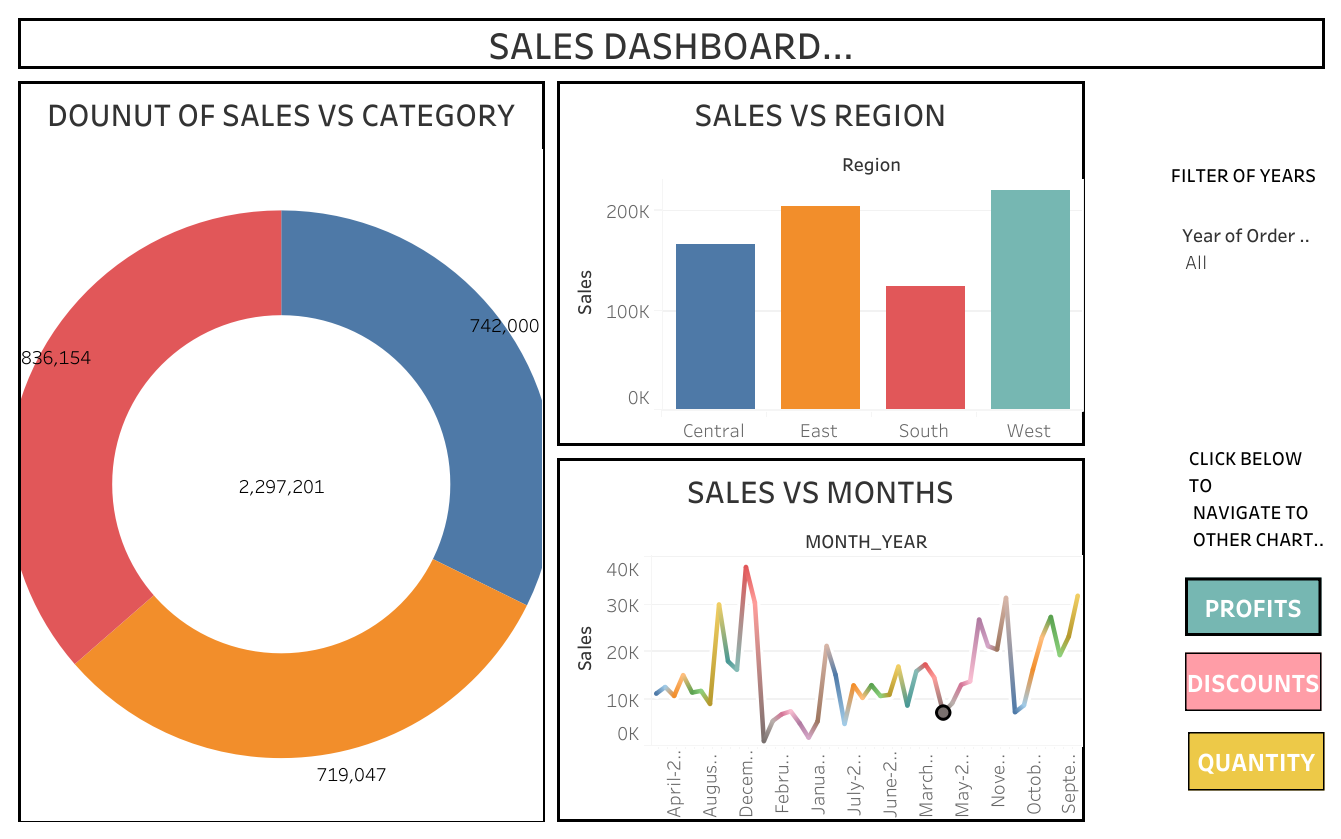 SALES DASHBOARD...
DOUNUT OF SALES VS CATEGORY
742,000
836,154
2,297,201
719,047
SALES VS REGION
Region
Sales
200K
100K
0K
Central
East
South
West
SALES VS MONTHS
MONTH_YEAR
Sales
40K
30K
20K
10K
0K
April-2..
Augus..
Decem..
Febru..
Janua..
July-2..
June-2..
March..
May-2..
Nove..
Octob..
Septe..
FILTER OF YEARS
Year of Order ..
All
CLICK BELOW
TO
NAVIGATE TO
OTHER CHART..
PROFITS
DISCOUNTS
QUANTITY